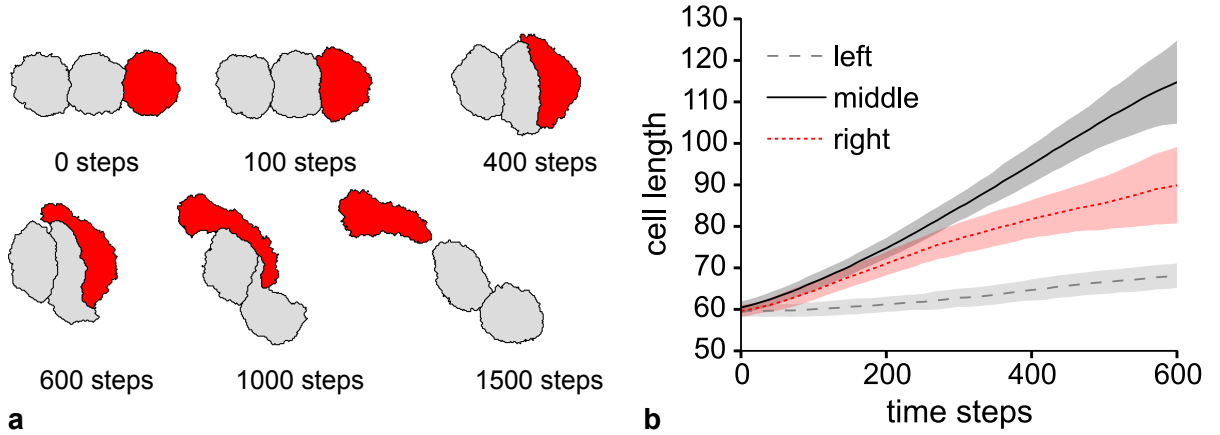 0 steps
100 steps
400 steps
600 steps
1000 steps
1500 steps
a
130
120
110
100
90
80
70
60
50
cell length
left
middle
right
0
200
400
600
time steps
b